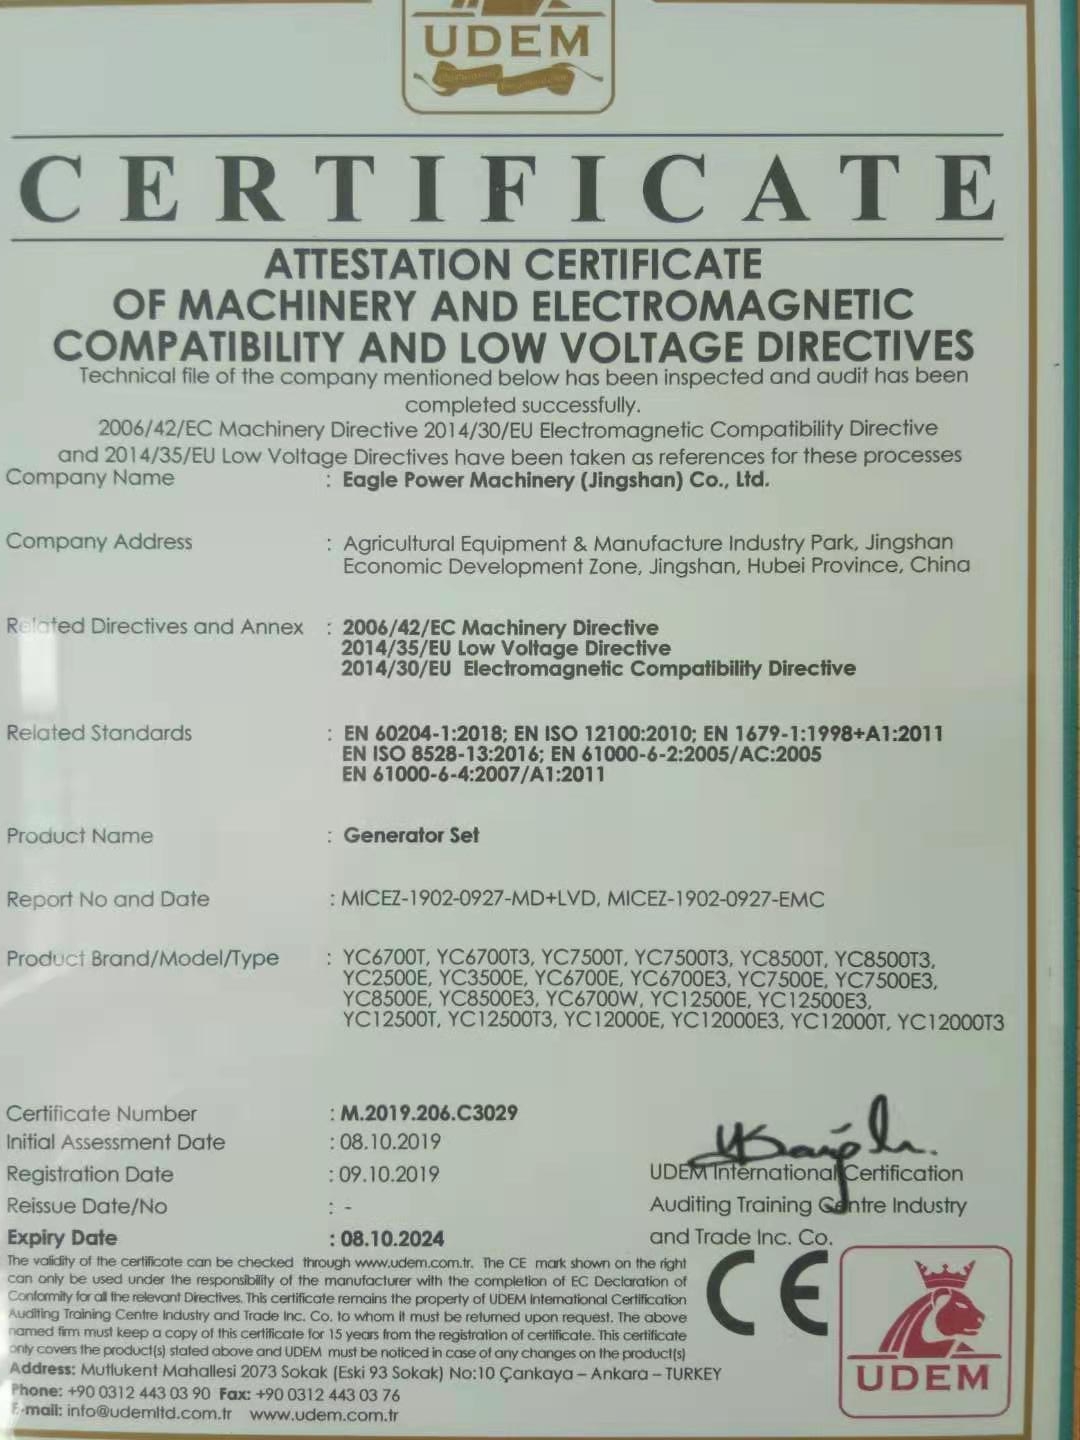 UDEM
CERTIFICATE
ATTESTATION CERTIFICATE
OF MACHINERY AND ELECTROMAGNETIC
COMPATIBILITY AND LOW VOLTAGE DIRECTIVES
Technical file of the company mentioned below has been inspected and audit has been
completed successfully.
2006/42/EC Machinery Directive 2014/30/EU Electromagnetic Compatibility Directive
and 2014/35/EU Low Voltage Directives have been taken as references for these processes
Company Name : Eagle Power Machinery (Jingshan) Co., Ltd.
Company Address : Agricultural Equipment & Manufacture Industry Park, Jingshan
Economic Development Zone, Jingshan, Hubei Province, China
Related Directives and Annex : 2006/42/EC Machinery Directive
2014/35/EU Low Voltage Directive
2014/30/EU Electromagnetic Compatibility Directive
Related Standards : EN 60204-1:2018; EN ISO 12100:2010; EN 1679-1:1998+A1:2011
EN ISO 8528-13:2016; EN 61000-6-2:2005/AC:2005
EN 61000-6-4:2007/A1:2011
Product Name : Generator Set
Report No and Date : MICEZ-1902-0927-MD+LVD, MICEZ-1902-0927-EMC
Product Brand/Model/Type : YC6700T, YC6700T3, YC7500T, YC7500T3, YC8500T, YC8500T3,
YC2500E, YC3500E, YC6700E, YC6700E3, YC7500E, YC7500E3,
YC8500E, YC8500E3, YC6700W, YC12500E, YC12500E3,
YC12500T, YC12500T3, YC12000E, YC12000E3, YC12000T, YC12000T3
Certificate Number : M.2019.206.C3029
Initial Assessment Date : 08.10.2019
Registration Date : 09.10.2019
Reissue Date/No : -
Expiry Date : 08.10.2024
UDEM International Certification
Auditing Training Centre Industry
and Trade Inc. Co.
The validity of the certificate can be checked through www.udem.com.tr. The CE mark shown on the right
can only be used under the responsibility of the manufacturer with the completion of EC Declaration of
Conformity for all the relevant Directives. This certificate remains the property of UDEM International Certification
Auditing Training Centre Industry and Trade Inc. Co. to whom it must be returned upon request. The above
named firm must keep a copy of this certificate for 15 years from the registration of certificate. This certificate
only covers the product(s) stated above and UDEM must be noticed in case of any changes on the product(s)
Address: Mutlukent Mahallesi 2073 Sokak (Eski 93 Sokak) No:10 Çankaya – Ankara – TURKEY
Phone: +90 0312 443 03 90 Fax: +90 0312 443 03 76
E-mail: info@udemltd.com.tr www.udem.com.tr
CE
UDEM